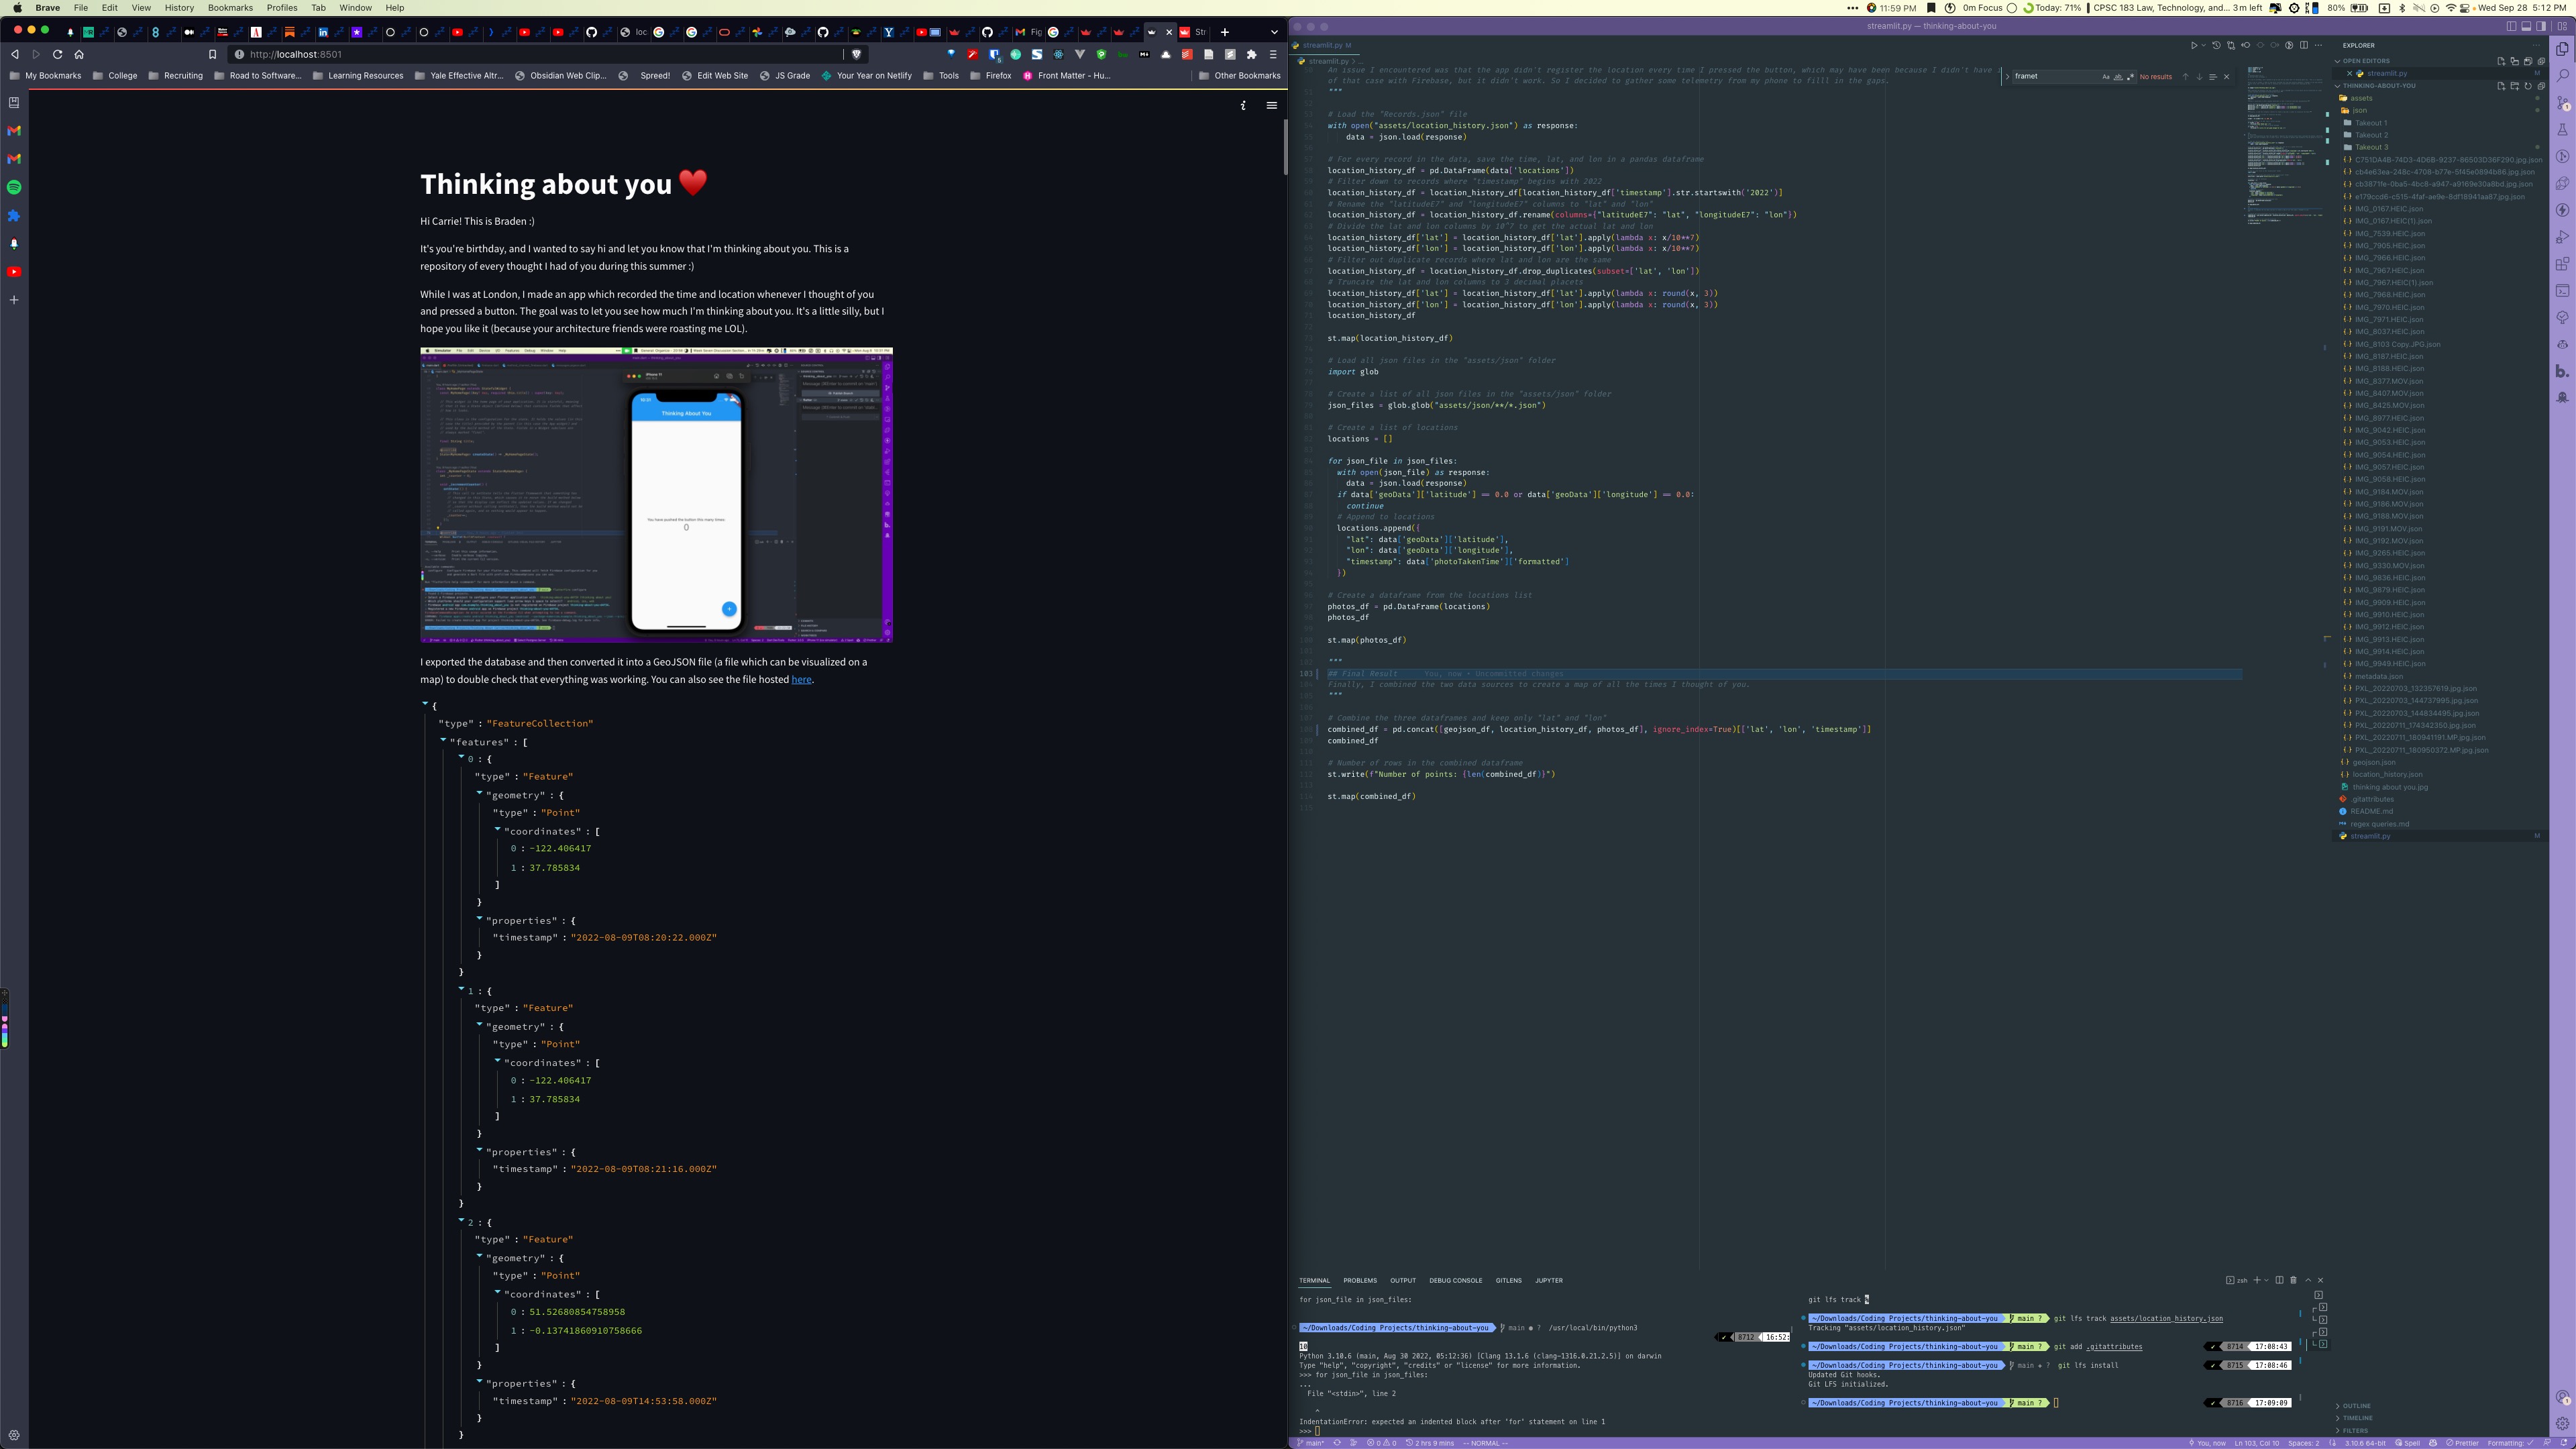 Brave File Edit View History Bookmarks Profiles Tab Window Help
11:59 PM 0m Focus Today: 71% CPSC 183 Law, Technology, and... 3m left 80% Wed Sep 28 5:12 PM
http://localhost:8501
My Bookmarks College Recruiting Road to Software... Learning Resources Yale Effective Altr... Obsidian Web Clip... Spread! Edit Web Site JS Grade Your Year on Netlify Tools Firefox Front Matter - Hu... Other Bookmarks
Thinking about you
Hi Carrie! This is Braden :)
It's you're birthday, and I wanted to say hi and let you know that I'm thinking about you. This is a
repository of every thought I had of you during this summer :)
While I was at London, I made an app which recorded the time and location whenever I thought of you
and pressed a button. The goal was to let you see how much I'm thinking about you. It's a little silly, but I
hope you like it (because your architecture friends were roasting me LOL).
Thinking About You
You have pushed the button this many times:
0
I exported the database and then converted it into a GeoJSON file (a file which can be visualized on a
map) to double check that everything was working. You can also see the file hosted here.
{
"type" : "FeatureCollection"
"features" : [
0 : {
"type" : "Feature"
"geometry" : {
"type" : "Point"
"coordinates" : [
0 : -122.406417
1 : 37.785834
]
}
"properties" : {
"timestamp" : "2022-08-09T08:20:22.000Z"
}
}
1 : {
"type" : "Feature"
"geometry" : {
"type" : "Point"
"coordinates" : [
0 : -122.406417
1 : 37.785834
]
}
"properties" : {
"timestamp" : "2022-08-09T08:21:16.000Z"
}
}
2 : {
"type" : "Feature"
"geometry" : {
"type" : "Point"
"coordinates" : [
0 : 51.52680854758958
1 : -0.13741860910758666
]
}
"properties" : {
"timestamp" : "2022-08-09T14:53:58.000Z"
}
}
streamlit.py — thinking-about-you
streamlit.py M
streamlit.py > ...
framet
No results
An issue I encountered was that the app didn't register the location every time I pressed the button, which may have been because I didn't have i
of that case with Firebase, but it didn't work. So I decided to gather some telemetry from my phone to filll in the gaps.
"""
# Load the "Records.json" file
with open("assets/location_history.json") as response:
data = json.load(response)
# For every record in the data, save the time, lat, and lon in a pandas dataframe
location_history_df = pd.DataFrame(data['locations'])
# Filter down to records where "timestamp" begins with 2022
location_history_df = location_history_df[location_history_df['timestamp'].str.startswith('2022')]
# Rename the "latitudeE7" and "longitudeE7" columns to "lat" and "lon"
location_history_df = location_history_df.rename(columns={"latitudeE7": "lat", "longitudeE7": "lon"})
# Divide the lat and lon columns by 10^7 to get the actual lat and lon
location_history_df['lat'] = location_history_df['lat'].apply(lambda x: x/10**7)
location_history_df['lon'] = location_history_df['lon'].apply(lambda x: x/10**7)
# Filter out duplicate records where lat and lon are the same
location_history_df = location_history_df.drop_duplicates(subset=['lat', 'lon'])
# Truncate the lat and lon columns to 3 decimal placets
location_history_df['lat'] = location_history_df['lat'].apply(lambda x: round(x, 3))
location_history_df['lon'] = location_history_df['lon'].apply(lambda x: round(x, 3))
location_history_df
st.map(location_history_df)
# Load all json files in the "assets/json" folder
import glob
# Create a list of all json files in the "assets/json" folder
json_files = glob.glob("assets/json/**/*.json")
# Create a list of locations
locations = []
for json_file in json_files:
with open(json_file) as response:
data = json.load(response)
if data['geoData']['latitude'] == 0.0 or data['geoData']['longitude'] == 0.0:
continue
# Append to locations
locations.append({
"lat": data['geoData']['latitude'],
"lon": data['geoData']['longitude'],
"timestamp": data['photoTakenTime']['formatted']
})
# Create a dataframe from the locations list
photos_df = pd.DataFrame(locations)
photos_df
st.map(photos_df)
"""
103 ## Final Result You, now • Uncommitted changes
Finally, I combined the two data sources to create a map of all the times I thought of you.
"""
# Combine the three dataframes and keep only "lat" and "lon"
combined_df = pd.concat([geojson_df, location_history_df, photos_df], ignore_index=True)[['lat', 'lon', 'timestamp']]
combined_df
# Number of rows in the combined dataframe
st.write(f"Number of points: {len(combined_df)}")
st.map(combined_df)
EXPLORER
OPEN EDITORS
streamlit.py M
THINKING-ABOUT-YOU
assets
json
Takeout 1
Takeout 2
Takeout 3
C751DA4B-74D3-4D6B-9237-86503D36F290.jpg.json
cb4e63ea-248c-4708-b77e-5f45e0894b86.jpg.json
cb3871fe-0ba5-4bc8-a947-a9169e30a8bd.jpg.json
e179ccd6-c515-4faf-ae9e-8df18941aa87.jpg.json
IMG_0167.HEIC.json
IMG_0167.HEIC(1).json
IMG_7539.HEIC.json
IMG_7905.HEIC.json
IMG_7966.HEIC.json
IMG_7967.HEIC.json
IMG_7967.HEIC(1).json
IMG_7968.HEIC.json
IMG_7970.HEIC.json
IMG_7971.HEIC.json
IMG_8037.HEIC.json
IMG_8103 Copy.JPG.json
IMG_8187.HEIC.json
IMG_8188.HEIC.json
IMG_8377.MOV.json
IMG_8407.MOV.json
IMG_8425.MOV.json
IMG_8877.HEIC.json
IMG_9042.HEIC.json
IMG_9053.HEIC.json
IMG_9054.HEIC.json
IMG_9057.HEIC.json
IMG_9058.HEIC.json
IMG_9184.MOV.json
IMG_9186.MOV.json
IMG_9188.MOV.json
IMG_9191.MOV.json
IMG_9192.MOV.json
IMG_9265.HEIC.json
IMG_9330.MOV.json
IMG_9836.HEIC.json
IMG_9879.HEIC.json
IMG_9909.HEIC.json
IMG_9910.HEIC.json
IMG_9912.HEIC.json
IMG_9913.HEIC.json
IMG_9914.HEIC.json
IMG_9949.HEIC.json
metadata.json
PXL_20220703_132357619.jpg.json
PXL_20220703_144737995.jpg.json
PXL_20220703_144834495.jpg.json
PXL_20220711_174342350.jpg.json
PXL_20220711_180941191.MP.jpg.json
PXL_20220711_180950372.MP.jpg.json
geojson.json
location_history.json
thinking about you.jpg
.gitattributes
README.md
regex queries.md
streamlit.py M
OUTLINE
TIMELINE
FILTERS
TERMINAL PROBLEMS OUTPUT DEBUG CONSOLE GITLENS JUPYTER
zsh
for json_file in json_files:
~/Downloads/Coding Projects/thinking-about-you main ● ? /usr/local/bin/python3
8712 16:52:
10
Python 3.10.6 (main, Aug 30 2022, 05:12:36) [Clang 13.1.6 (clang-1316.0.21.2.5)] on darwin
Type "help", "copyright", "credits" or "license" for more information.
>>> for json_file in json_files:
...
File "<stdin>", line 2
^
IndentationError: expected an indented block after 'for' statement on line 1
>>>
git lfs track
~/Downloads/Coding Projects/thinking-about-you main ? git lfs track assets/location_history.json
Tracking "assets/location_history.json"
~/Downloads/Coding Projects/thinking-about-you main ? git add .gitattributes 8714 17:08:43
~/Downloads/Coding Projects/thinking-about-you main + ? git lfs install 8715 17:08:46
Updated Git hooks.
Git LFS initialized.
~/Downloads/Coding Projects/thinking-about-you main ? 8716 17:09:09
main* 0 0 2 hrs 9 mins -- NORMAL -- You, now Ln 103, Col 10 Spaces: 2 3.10.6 64-bit Spell Prettier Formatting: